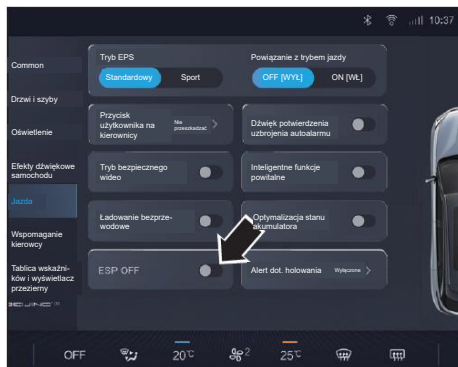 10:37
Common
Drzwi i szyby
Oświetlenie
Efekty dźwiękowe
samochodu
Jazda
Wspomaganie
kierowcy
Tablica wskaźni-
ków i wyświetlacz
przezierny
Tryb EPS
Standardowy
Sport
Powiązanie z trybem jazdy
OFF [WYŁ]
ON [WŁ]
Przycisk
użytkownika na
kierownicy
Nie
przeszkadzać
Dźwięk potwierdzenia
uzbrojenia autoalarmu
Tryb bezpiecznego
wideo
Inteligentne funkcje
powitalne
Ładowanie bezprze-
wodowe
Optymalizacja stanu
akumulatora
ESP OFF
Alert dot. holowania
Wyłączone
OFF
20°C
2
25°C